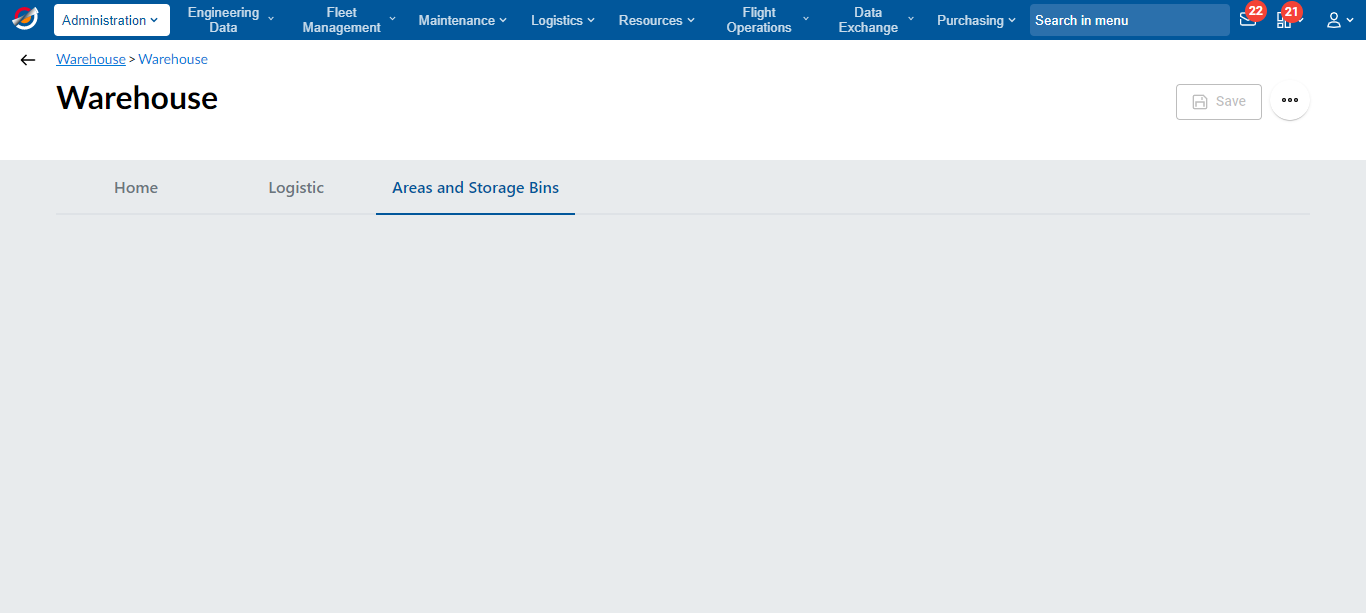 Administration
Engineering
Data
Fleet
Management
Maintenance
Logistics
Resources
Flight
Operations
Data
Exchange
Purchasing
Search in menu
22
21
Warehouse > Warehouse
Warehouse
Save
Home
Logistic
Areas and Storage Bins